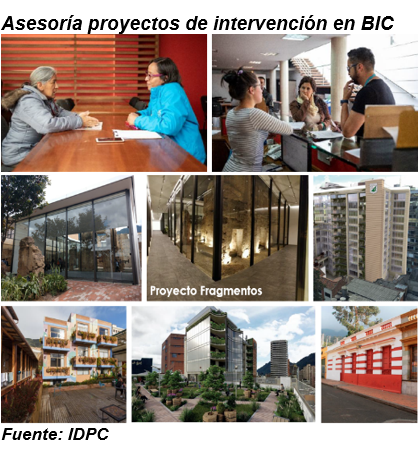 Asesoría proyectos de intervención en BIC
Proyecto Fragmentos
Fuente: IDPC